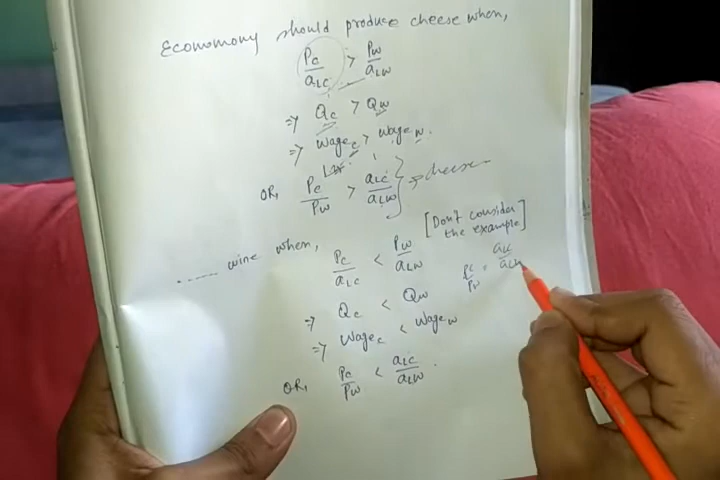 Economony should produce cheese when,
Pc/aLC > Pw/aLW
⇒ Qc > Qw
⇒ Wagec > Wagew.
OR, Pc/Pw > aLC/aLW } → cheese
...... wine when, Pc/aLC < Pw/aLW [Don't consider the example]
Pc/Pw = aLC/aLW
⇒ Qc < Qw
⇒ Wagec < Wagew
OR, Pc/Pw < aLC/aLW.